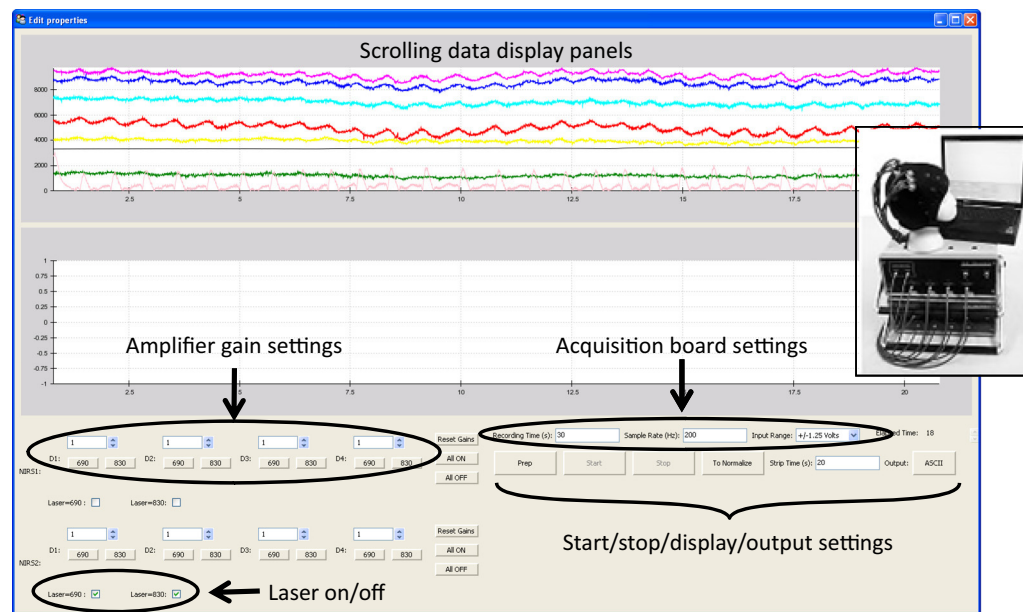 Edit properties
Scrolling data display panels
8000
6000
4000
2000
0
2.5 5 7.5 10 12.5 15 17.5
1
0.75
0.5
0.25
0
-0.25
-0.5
-0.75
-1
2.5 5 7.5 10 12.5 15 17.5 20
Amplifier gain settings
Acquisition board settings
1 1 1 1 Reset Gains
D1: 690 830 D2: 690 830 D3: 690 830 D4: 690 830 All ON
NIRS1:
All OFF
Laser=690 : Laser=830:
Recording Time (s): 30 Sample Rate (Hz): 200 Input Range: +/-1.25 Volts Time: 18
Prep Start Stop To Normalize Strip Time (s): 20 Output: ASCII
Start/stop/display/output settings
1 1 1 1 Reset Gains
D1: 690 830 D2: 690 830 D3: 690 830 D4: 690 830 All ON
NIRS2:
All OFF
Laser=690 : Laser=830:
Laser on/off